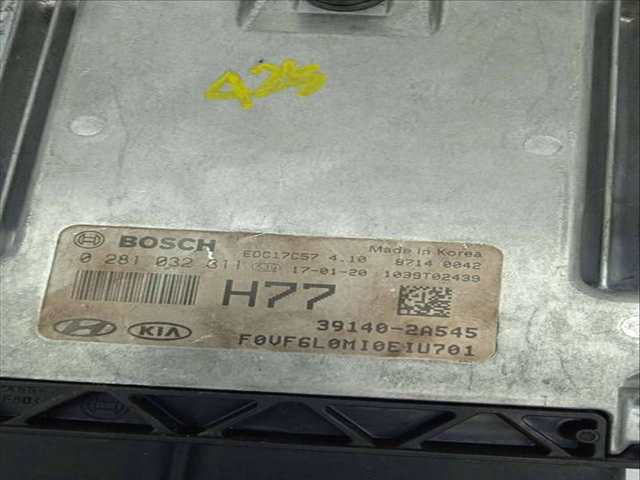 BOSCH EDC17C57 4.10 Made in Korea
0 281 032 311 17-01-20 8714 0042
1039T02439
H77
KIA 39140-2A545
F0VF6L0MI0EIU701